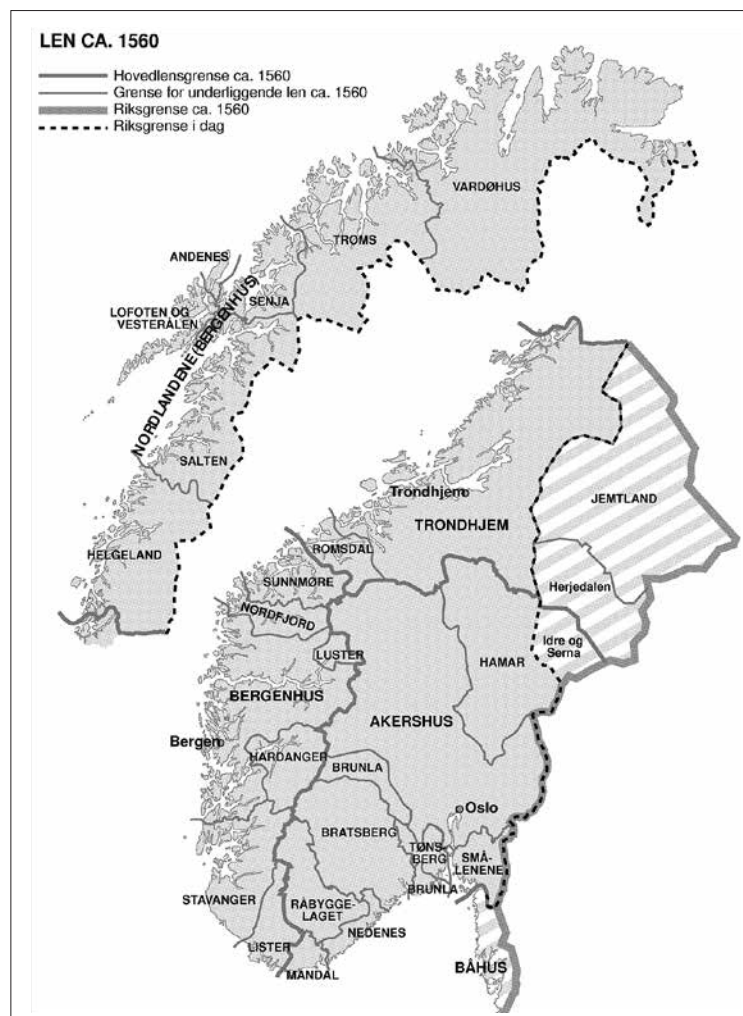 LEN CA. 1560
Hovedlensgrense ca. 1560
Grense for underliggende len ca. 1560
Riksgrense ca. 1560
Riksgrense i dag
VARDØHUS
TROMS
ANDENES
SENJA
LOFOTEN OG
VESTERÅLEN
NORDLANDENE (BERGENHUS)
SALTEN
HELGELAND
JEMTLAND
Trondhjem
TRONDHJEM
ROMSDAL
SUNNMØRE
Herjedalen
NORDFJORD
Idre og
Serna
LUSTER
HAMAR
BERGENHUS
AKERSHUS
Bergen
HARDANGER
BRUNLA
Oslo
BRATSBERG
TØNS-
BERG
SMÅ-
LENENE
BRUNLA
STAVANGER
RÅBYGGE-
LAGET
NEDENES
LISTER
MANDAL
BÅHUS